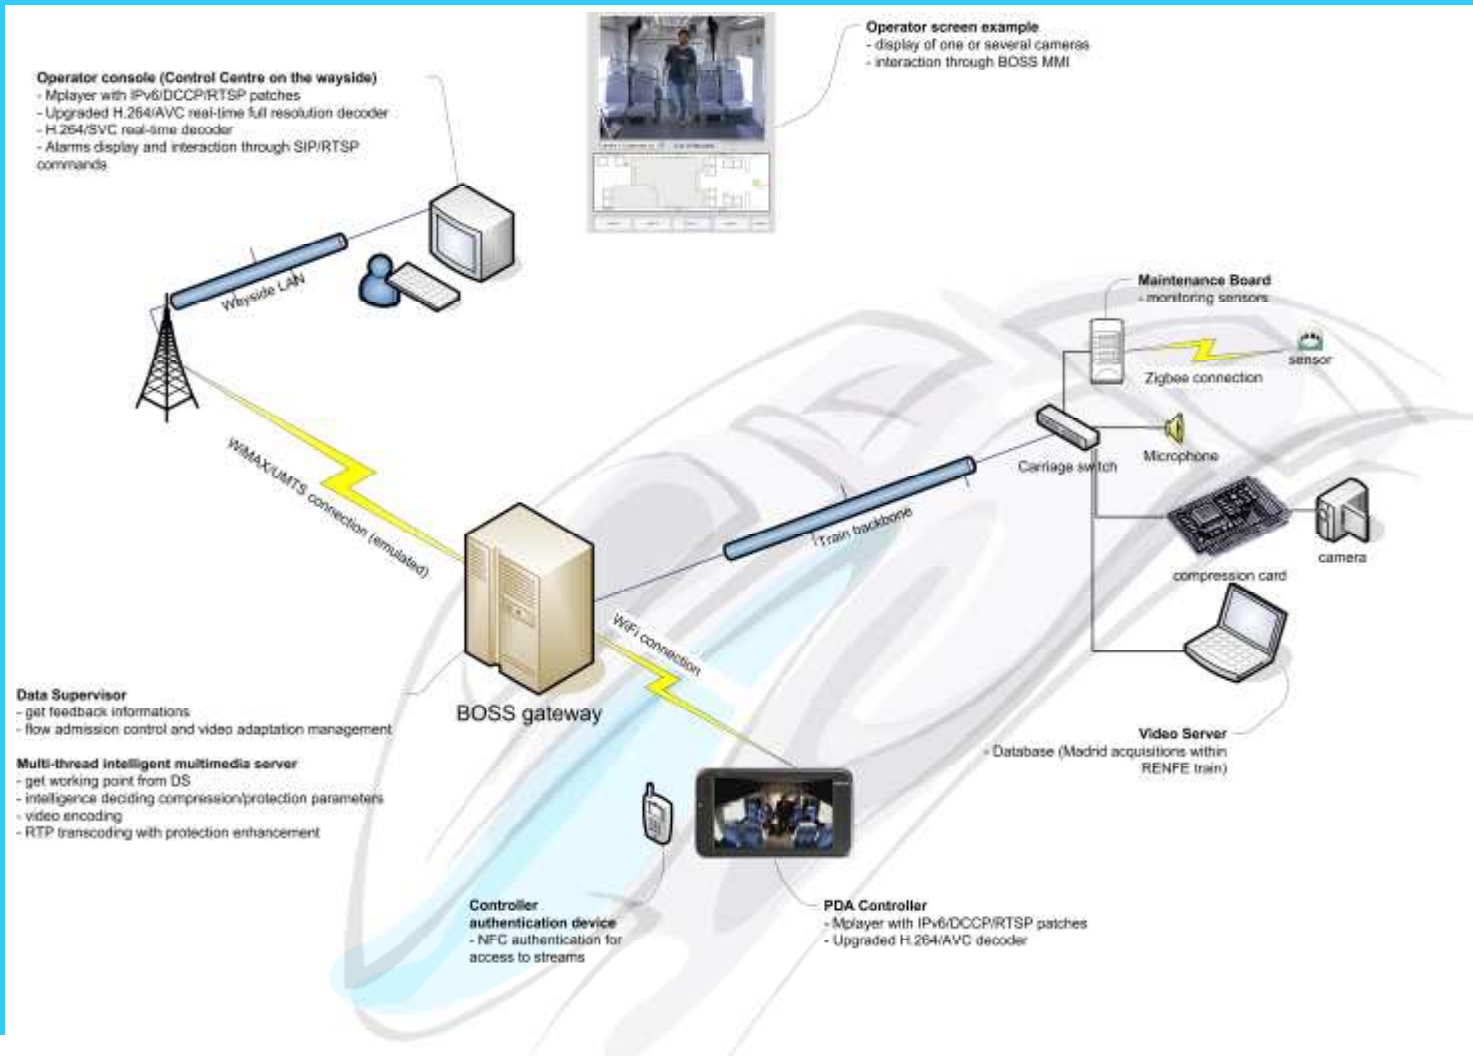 Operator screen example
- display of one or several cameras
- interaction through BOSS MMI
Operator console (Control Centre on the wayside)
- Mplayer with IPv6/DCCP/RTSP patches
- Upgraded H.264/AVC real-time full resolution decoder
- H.264/SVC real-time decoder
- Alarms display and interaction through SIP/RTSP
commands
Wayside LAN
Maintenance Board
- monitoring sensors
sensor
Zigbee connection
Carriage switch
Microphone
WiMAX/UMTS connection (emulated)
Train backbone
camera
compression card
WiFi connection
Data Supervisor
- get feedback informations
- flow admission control and video adaptation management
BOSS gateway
Video Server
- Database (Madrid acquisitions within
RENFE train)
Multi-thread intelligent multimedia server
- get working point from DS
- intelligence deciding compression/protection parameters
- video encoding
- RTP transcoding with protection enhancement
Controller
authentication device
- NFC authentication for
access to streams
PDA Controller
- Mplayer with IPv6/DCCP/RTSP patches
- Upgraded H.264/AVC decoder